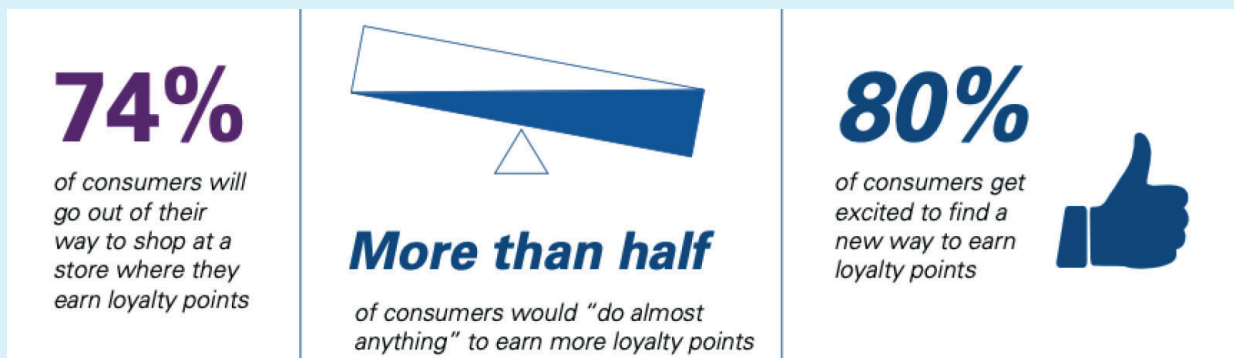 74%
of consumers will
go out of their
way to shop at a
store where they
earn loyalty points
More than half
of consumers would “do almost
anything” to earn more loyalty points
80%
of consumers get
excited to find a
new way to earn
loyalty points